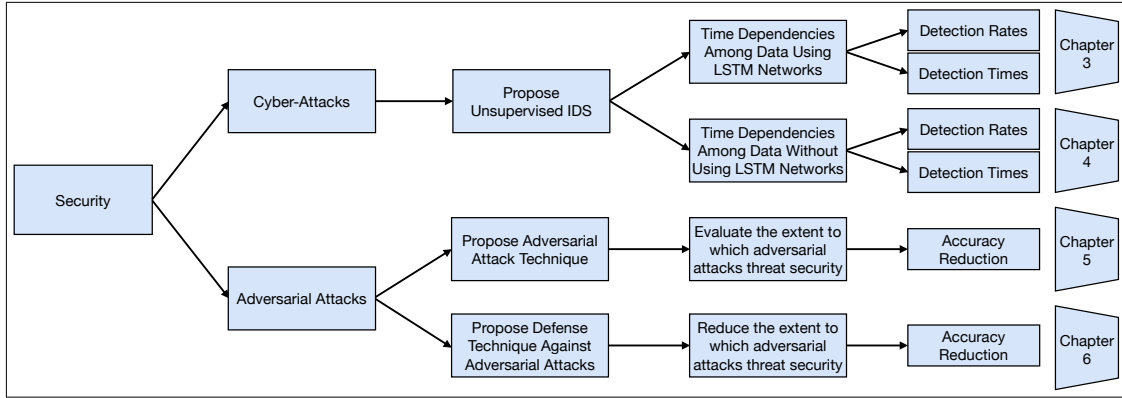 Security
Cyber-Attacks
Adversarial Attacks
Propose
Unsupervised IDS
Propose Adversarial
Attack Technique
Propose Defense
Technique Against
Adversarial Attacks
Time Dependencies
Among Data Using
LSTM Networks
Time Dependencies
Among Data Without
Using LSTM Networks
Evaluate the extent to
which adversarial
attacks threat security
Reduce the extent to
which adversarial
attacks threat security
Detection Rates
Detection Times
Detection Rates
Detection Times
Accuracy
Reduction
Accuracy
Reduction
Chapter
3
Chapter
4
Chapter
5
Chapter
6